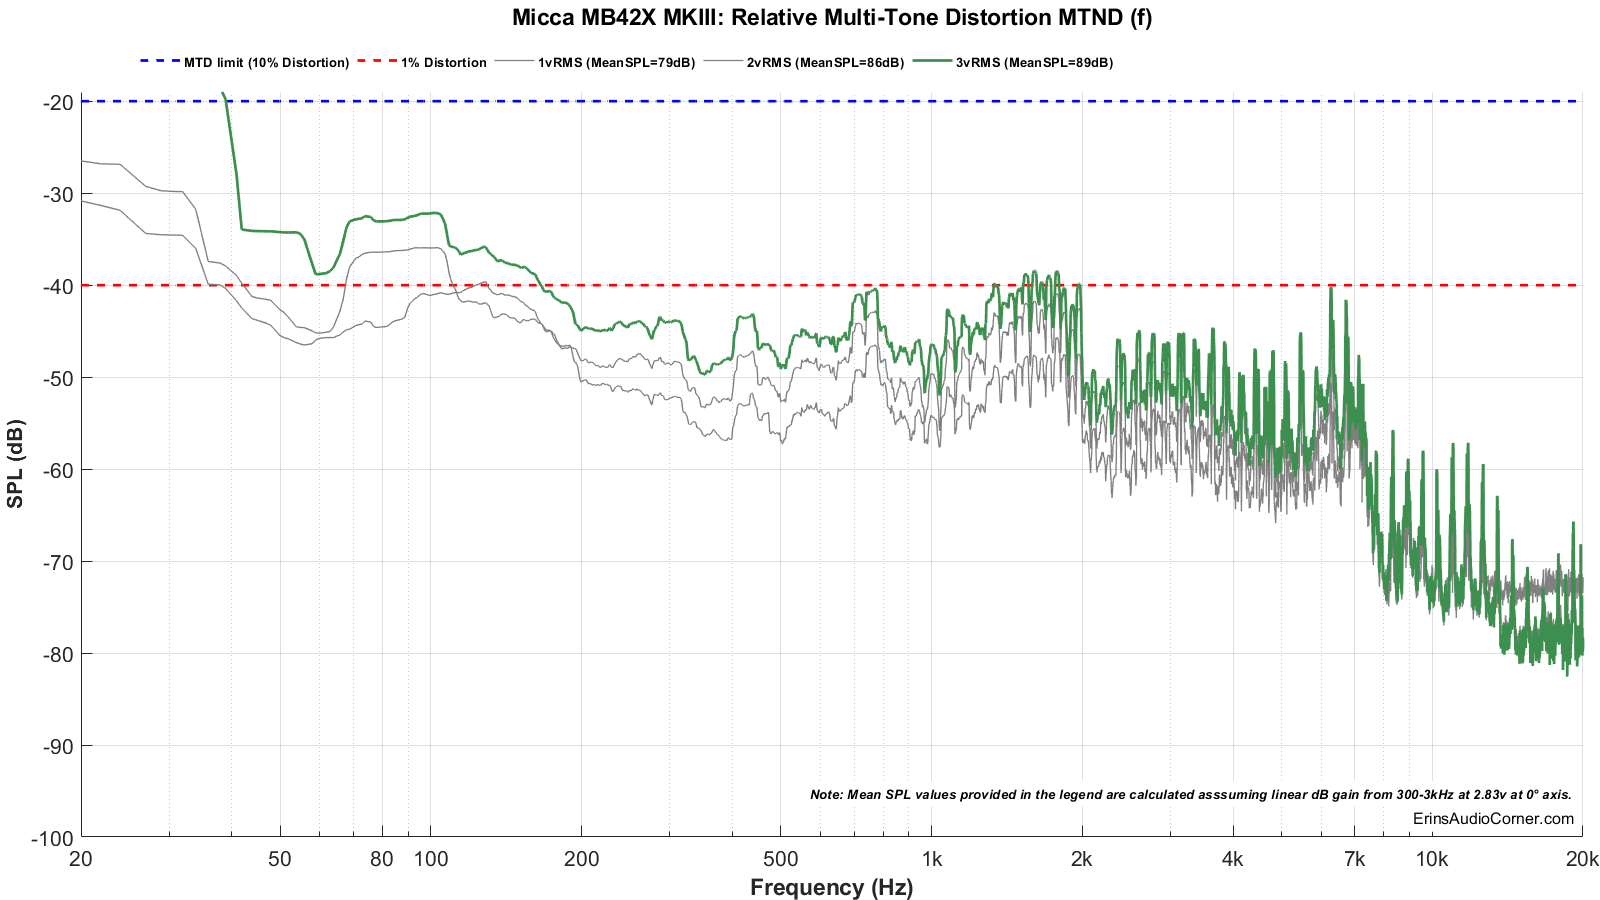 Micca MB42X MKIII: Relative Multi-Tone Distortion MTND (f)
MTD limit (10% Distortion) 1% Distortion 1vRMS (MeanSPL=79dB) 2vRMS (MeanSPL=86dB) 3vRMS (MeanSPL=89dB)
-20
-30
-40
-50
-60
-70
-80
-90
-100
SPL (dB)
Note: Mean SPL values provided in the legend are calculated asssuming linear dB gain from 300-3kHz at 2.83v at 0° axis.
ErinsAudioCorner.com
20 50 80 100 200 500 1k 2k 4k 7k 10k 20k
Frequency (Hz)